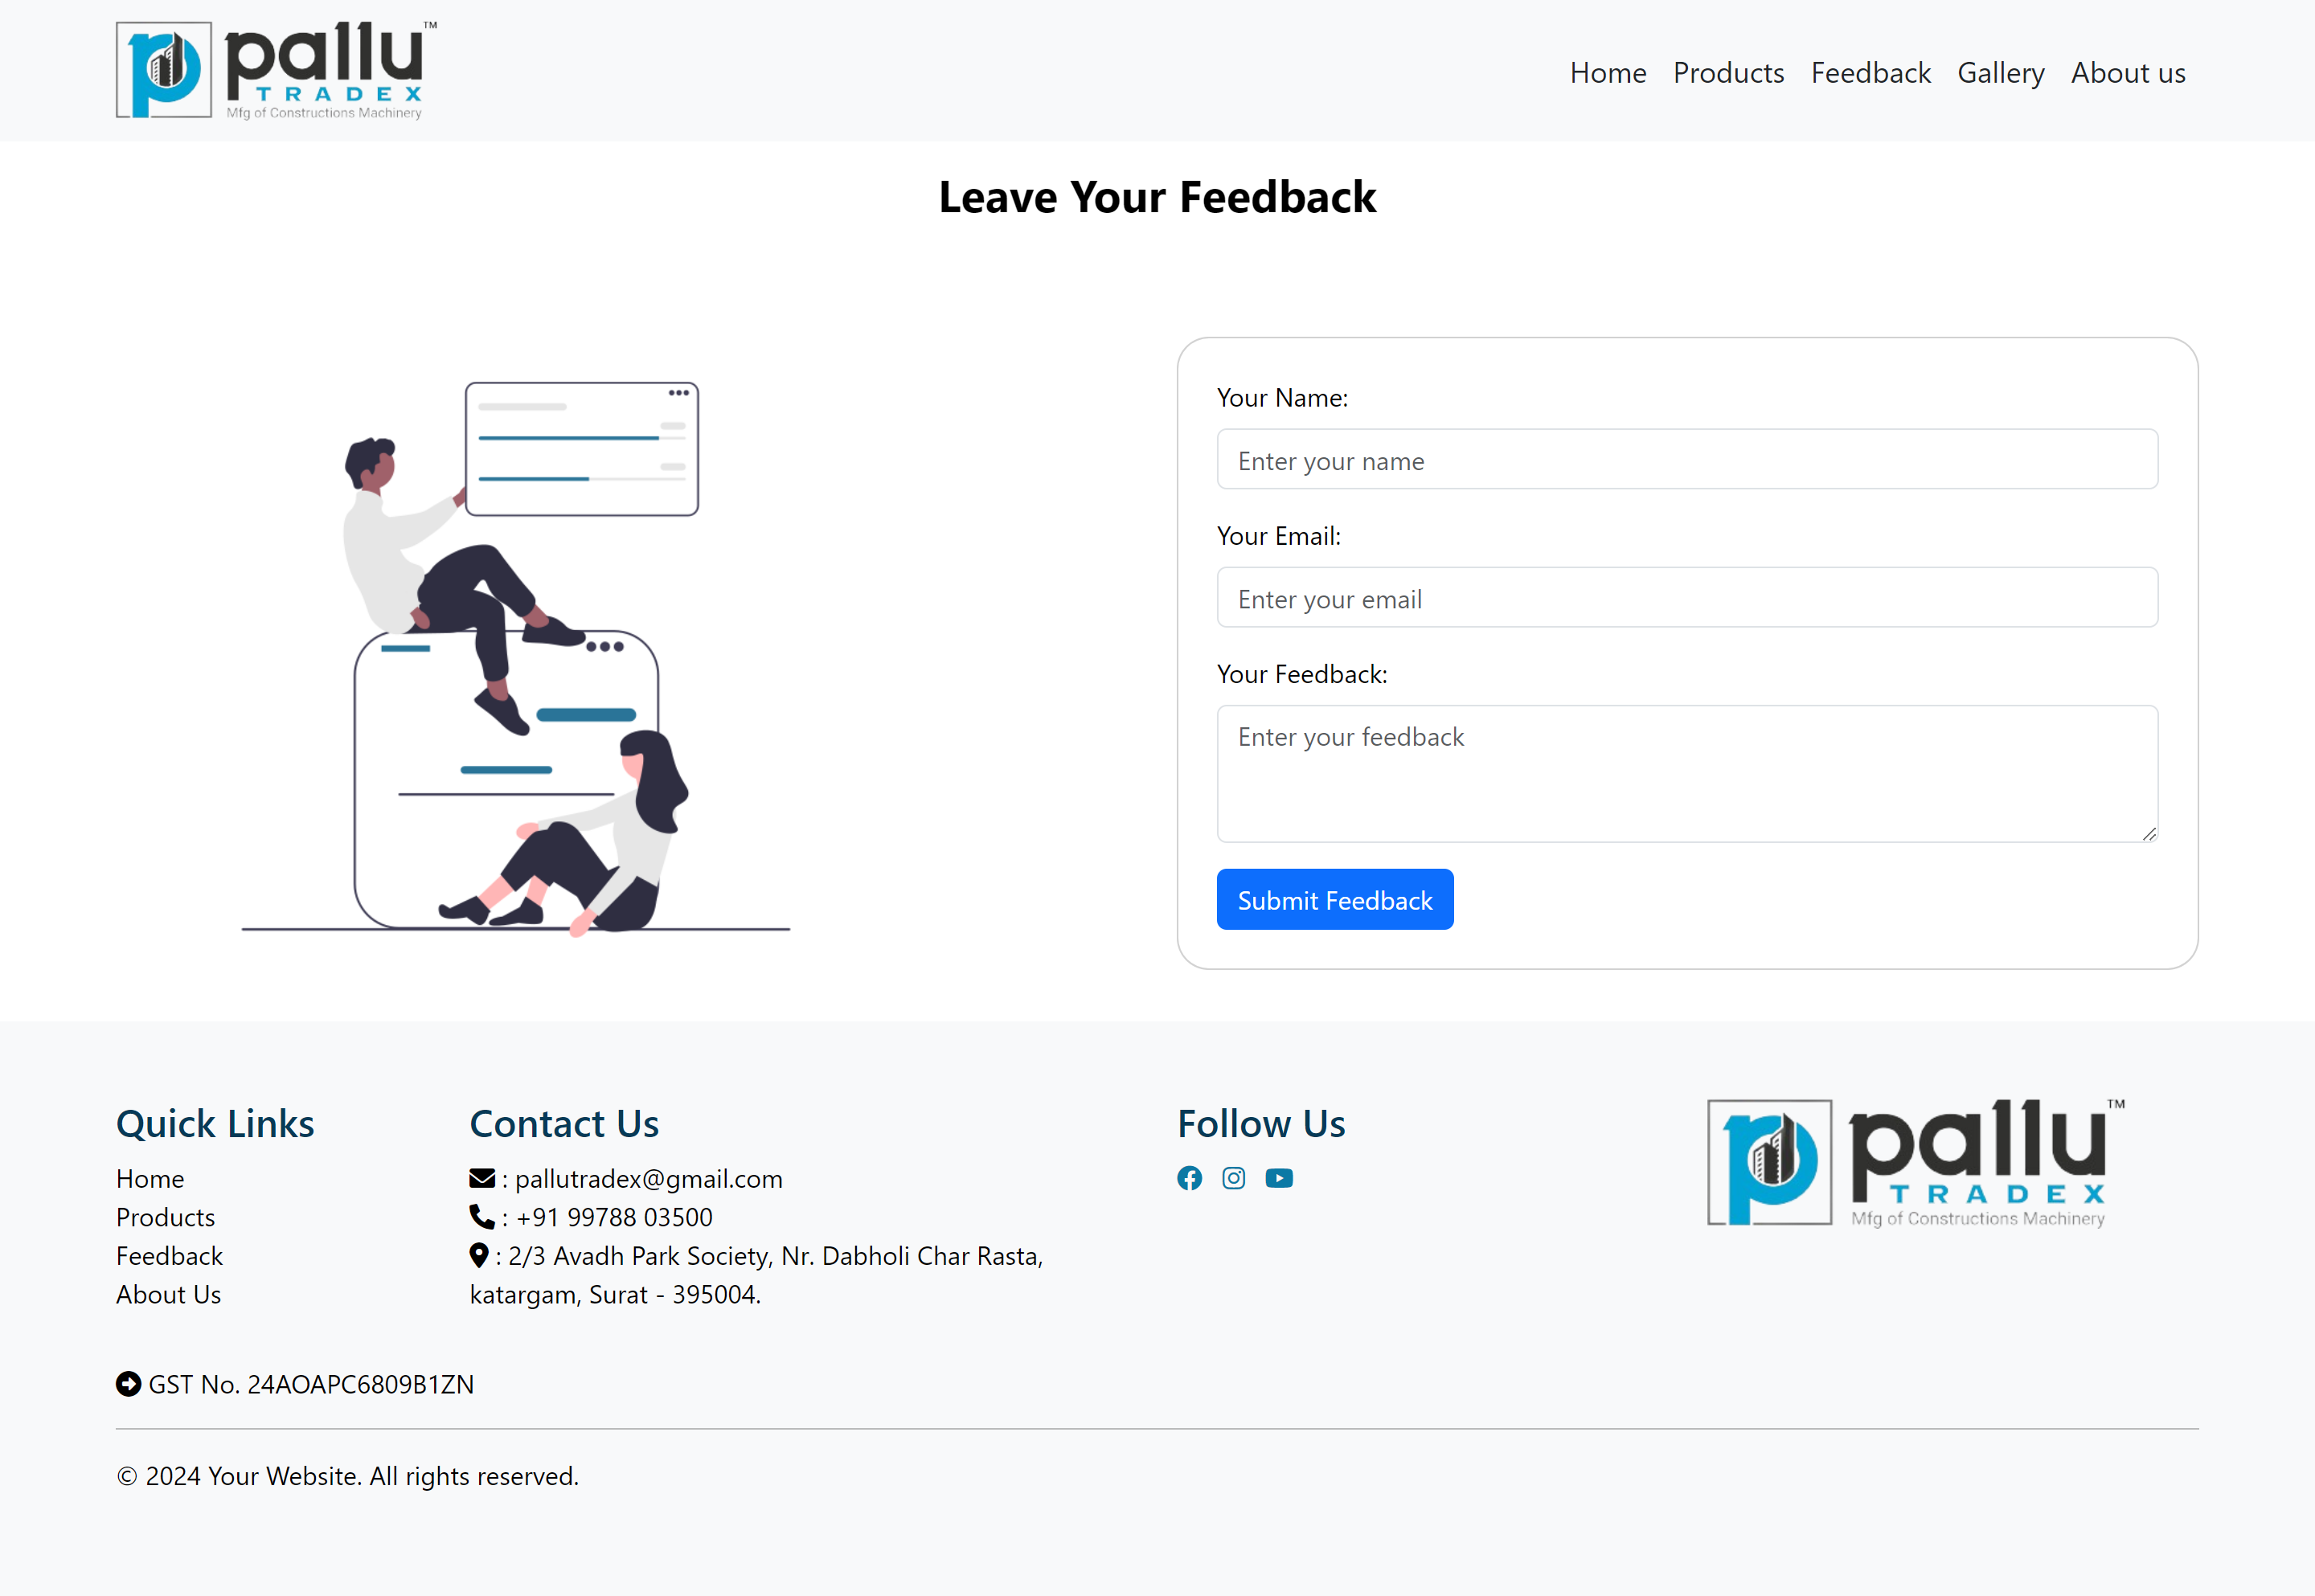 pallu™
TRADEX
Mfg of Constructions Machinery
Home Products Feedback Gallery About us
Leave Your Feedback
Your Name:
Enter your name
Your Email:
Enter your email
Your Feedback:
Enter your feedback
Submit Feedback
Quick Links
Home
Products
Feedback
About Us
Contact Us
: pallutradex@gmail.com
: +91 99788 03500
: 2/3 Avadh Park Society, Nr. Dabholi Char Rasta,
katargam, Surat - 395004.
Follow Us
pallu™
TRADEX
Mfg of Constructions Machinery
GST No. 24AOAPC6809B1ZN
© 2024 Your Website. All rights reserved.